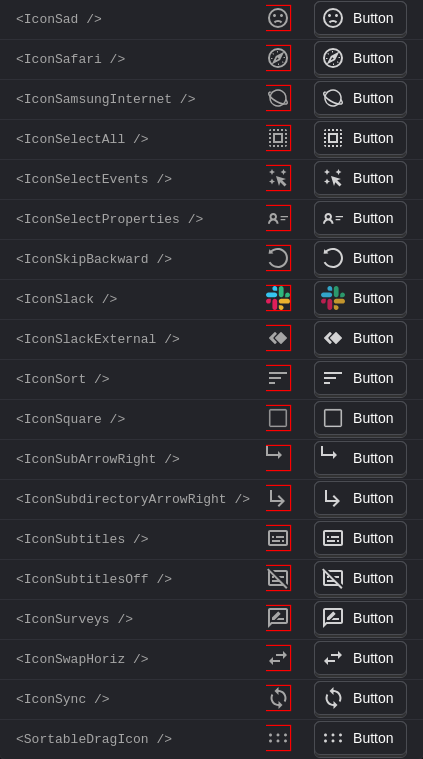 <IconSad /> Button
<IconSafari /> Button
<IconSamsungInternet /> Button
<IconSelectAll /> Button
<IconSelectEvents /> Button
<IconSelectProperties /> Button
<IconSkipBackward /> Button
<IconSlack /> Button
<IconSlackExternal /> Button
<IconSort /> Button
<IconSquare /> Button
<IconSubArrowRight /> Button
<IconSubdirectoryArrowRight /> Button
<IconSubtitles /> Button
<IconSubtitlesOff /> Button
<IconSurveys /> Button
<IconSwapHoriz /> Button
<IconSync /> Button
<SortableDragIcon /> Button